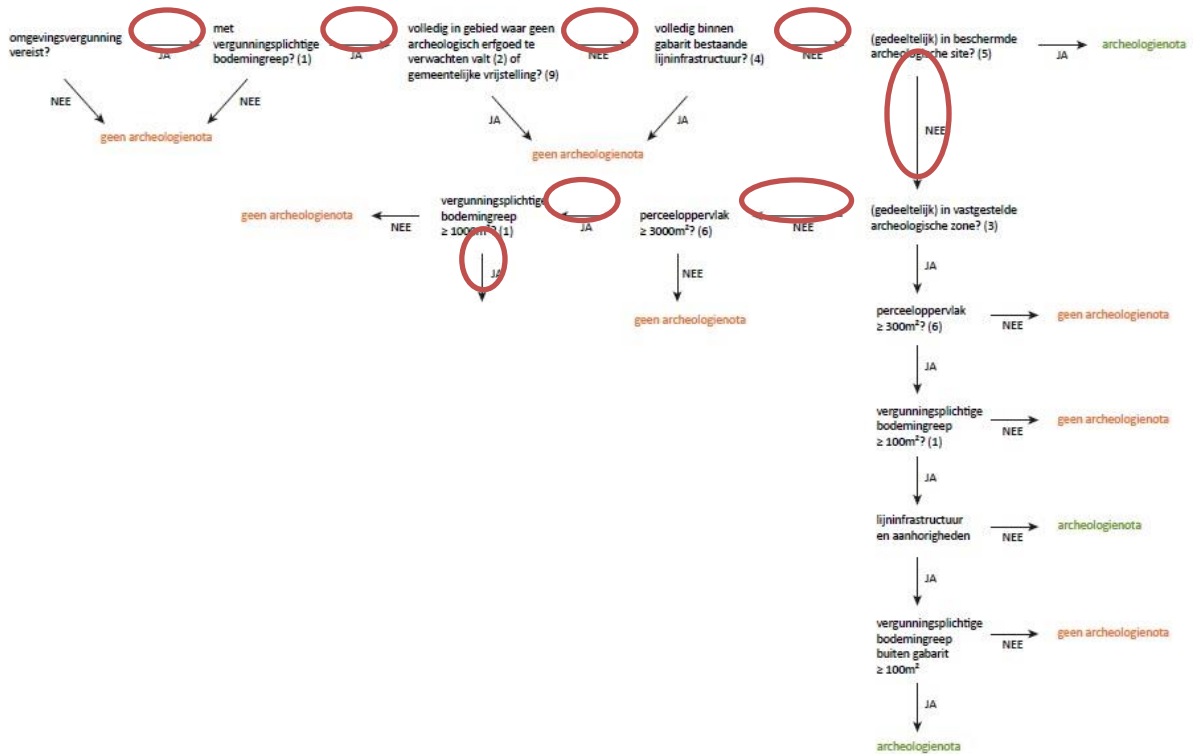 omgevingsvergunning
vereist?
JA
met
vergunningsplichtige
bodemingreep? (1)
JA
volledig in gebied waar geen
archeologisch erfgoed te
verwachten valt (2) of
gemeentelijke vrijstelling? (9)
NEE
volledig binnen
gabarit bestaande
lijninfrastructuur? (4)
NEE
(gedeeltelijk) in beschermde
archeologische site? (5)
JA
archeologienota
NEE
NEE
geen archeologienota
JA
JA
geen archeologienota
NEE
geen archeologienota
NEE
vergunningsplichtige
bodemingreep
≥ 1000m²? (1)
JA
perceeloppervlak
≥ 3000m²? (6)
NEE
(gedeeltelijk) in vastgestelde
archeologische zone? (3)
JA
NEE
geen archeologienota
JA
perceeloppervlak
≥ 300m²? (6)
NEE
geen archeologienota
JA
vergunningsplichtige
bodemingreep
≥ 100m²? (1)
NEE
geen archeologienota
JA
lijninfrastructuur
en aanhorigheden
NEE
archeologienota
JA
vergunningsplichtige
bodemingreep
buiten gabarit
≥ 100m²
NEE
geen archeologienota
JA
archeologienota